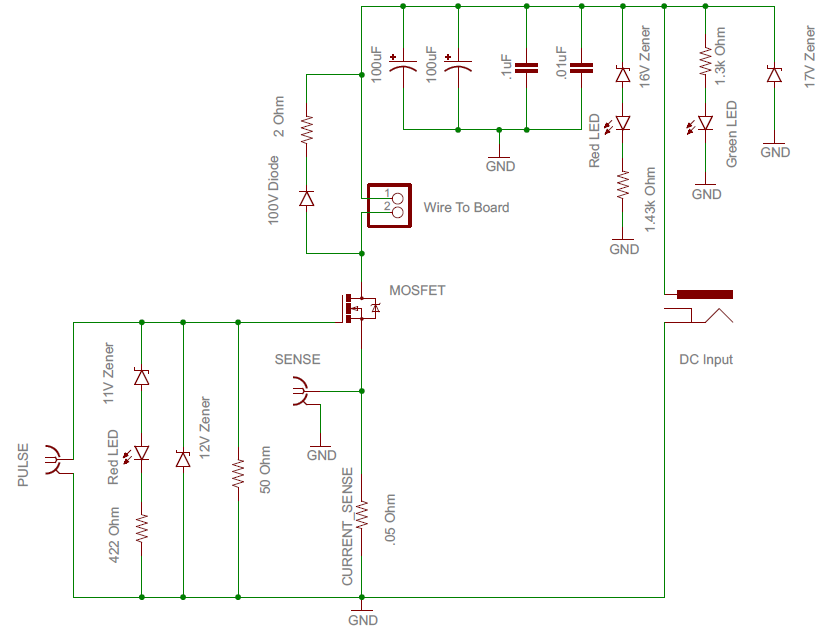 100uF
100uF
.1uF
.01uF
16V Zener
1.3k Ohm
17V Zener
2 Ohm
Red LED
Green LED
GND
GND
100V Diode
1.43k Ohm
GND
1
2
Wire To Board
GND
MOSFET
SENSE
DC Input
11V Zener
12V Zener
PULSE
Red LED
50 Ohm
GND
422 Ohm
CURRENT_SENSE
.05 Ohm
GND